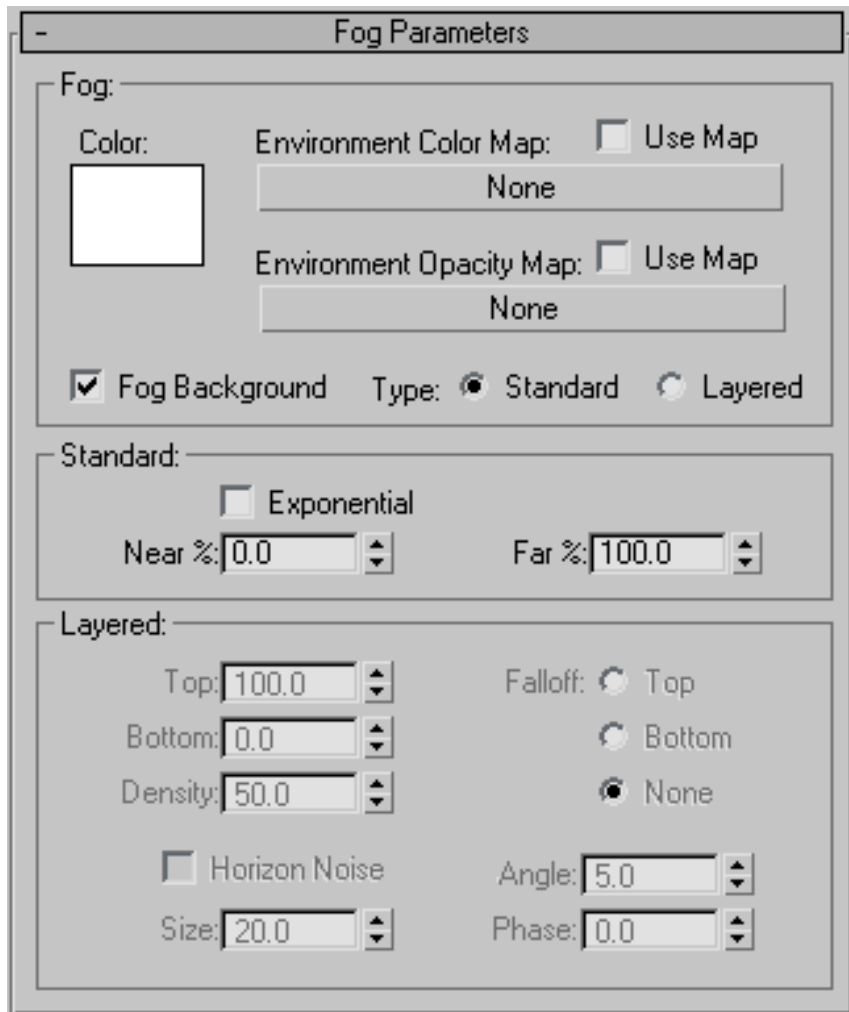 - Fog Parameters
Fog:
Color:
Environment Color Map: Use Map
None
Environment Opacity Map: Use Map
None
Fog Background Type: Standard Layered
Standard:
Exponential
Near %: 0.0 Far %: 100.0
Layered:
Top: 100.0 Falloff: Top
Bottom: 0.0 Bottom
Density: 50.0 None
Horizon Noise Angle: 5.0
Size: 20.0 Phase: 0.0